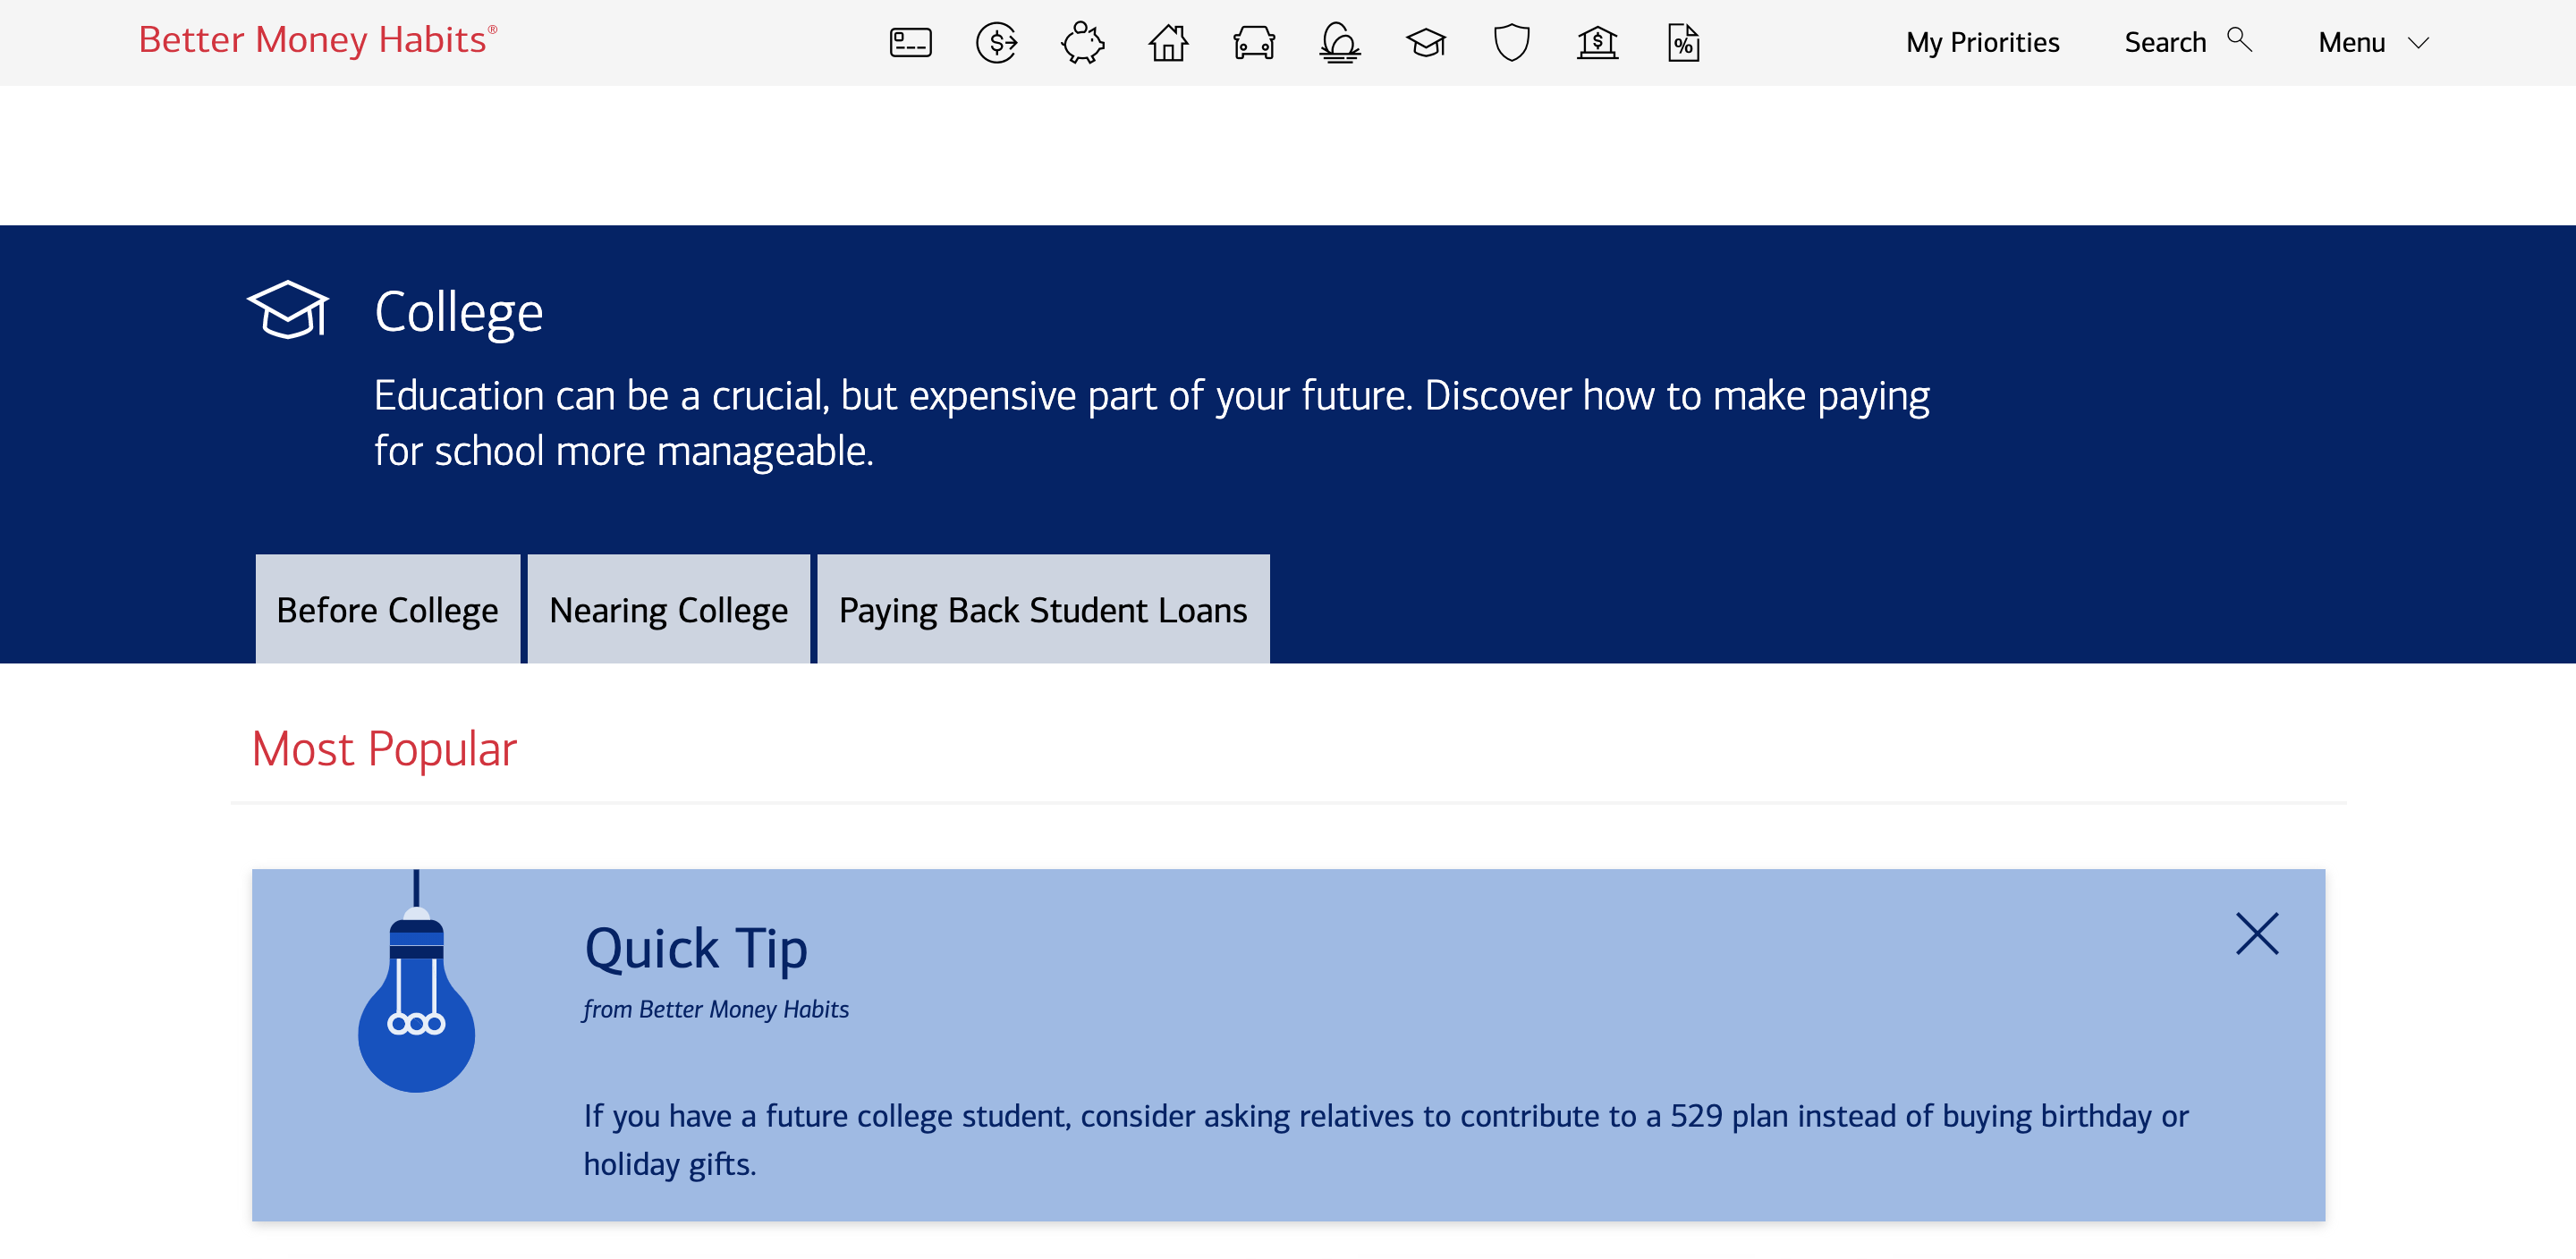 Better Money Habits®
My Priorities
Search
Menu
College
Education can be a crucial, but expensive part of your future. Discover how to make paying
for school more manageable.
Before College
Nearing College
Paying Back Student Loans
Most Popular
Quick Tip
from Better Money Habits
If you have a future college student, consider asking relatives to contribute to a 529 plan instead of buying birthday or
holiday gifts.